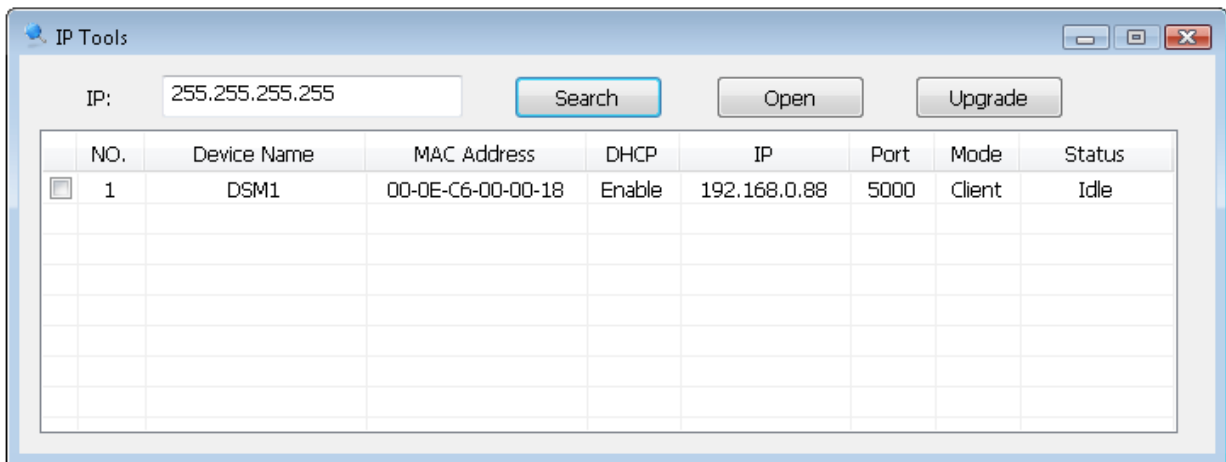 IP Tools
IP: 255.255.255.255 Search Open Upgrade
NO. Device Name MAC Address DHCP IP Port Mode Status
1 DSM1 00-0E-C6-00-00-18 Enable 192.168.0.88 5000 Client Idle